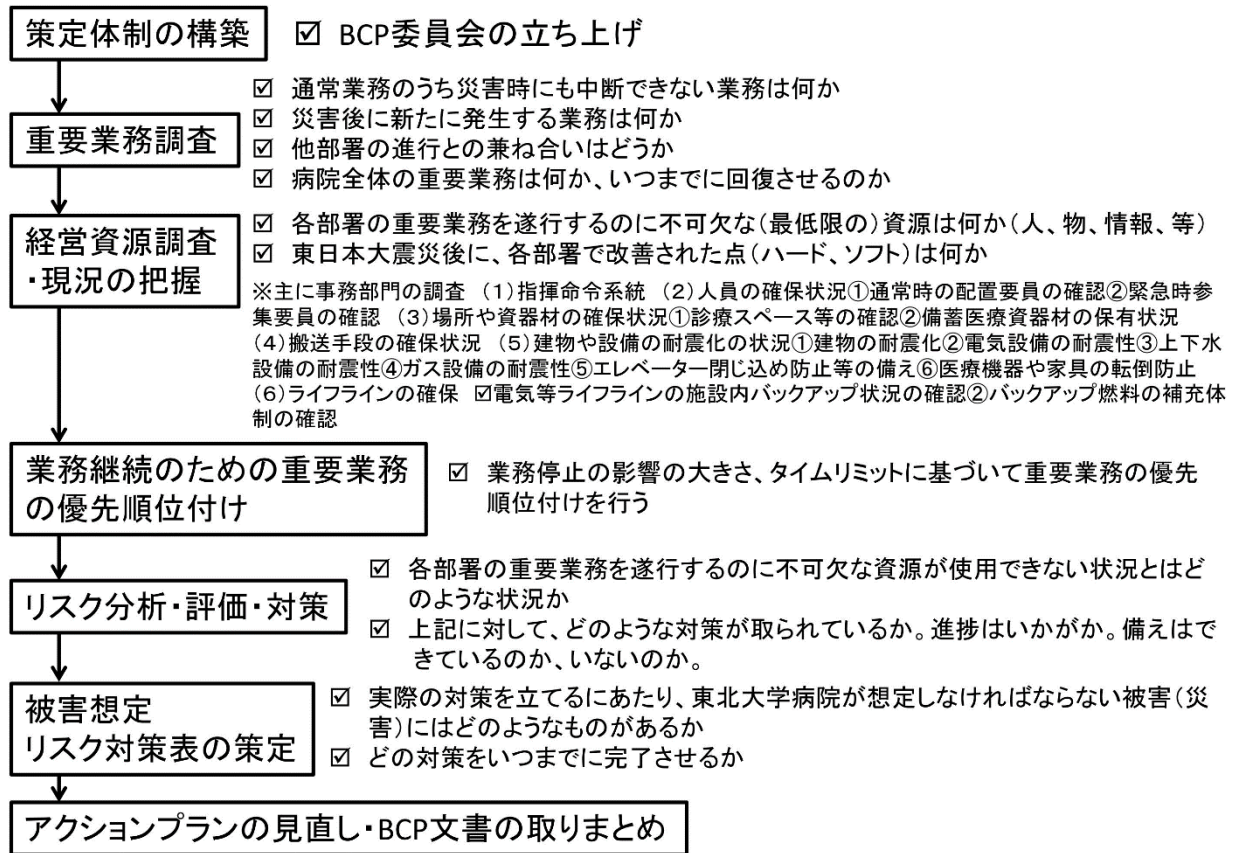 策定体制の構築
☑ BCP委員会の立ち上げ
☑ 通常業務のうち災害時にも中断できない業務は何か
☑ 災害後に新たに発生する業務は何か
重要業務調査
☑ 他部署の進行との兼ね合いはどうか
☑ 病院全体の重要業務は何か、いつまでに回復させるのか
経営資源調査
・現況の把握
☑ 各部署の重要業務を遂行するのに不可欠な(最低限の)資源は何か(人、物、情報、等)
☑ 東日本大震災後に、各部署で改善された点(ハード、ソフト)は何か
※主に事務部門の調査 (1)指揮命令系統 (2)人員の確保状況①通常時の配置要員の確認②緊急時参
集要員の確認 (3)場所や資器材の確保状況①診療スペース等の確認②備蓄医療資器材の保有状況
(4)搬送手段の確保状況 (5)建物や設備の耐震化の状況①建物の耐震化②電気設備の耐震性③上下水
設備の耐震性④ガス設備の耐震性⑤エレベーター閉じ込め防止等の備え⑥医療機器や家具の転倒防止
(6)ライフラインの確保 ☑電気等ライフラインの施設内バックアップ状況の確認②バックアップ燃料の補充体
制の確認
業務継続のための重要業務
の優先順位付け
☑ 業務停止の影響の大きさ、タイムリミットに基づいて重要業務の優先
順位付けを行う
リスク分析・評価・対策
☑ 各部署の重要業務を遂行するのに不可欠な資源が使用できない状況とはど
のような状況か
☑ 上記に対して、どのような対策が取られているか。進捗はいかがか。備えはで
きているのか、いないのか。
被害想定
リスク対策表の策定
☑ 実際の対策を立てるにあたり、東北大学病院が想定しなければならない被害(災
害)にはどのようなものがあるか
☑ どの対策をいつまでに完了させるか
アクションプランの見直し・BCP文書の取りまとめ